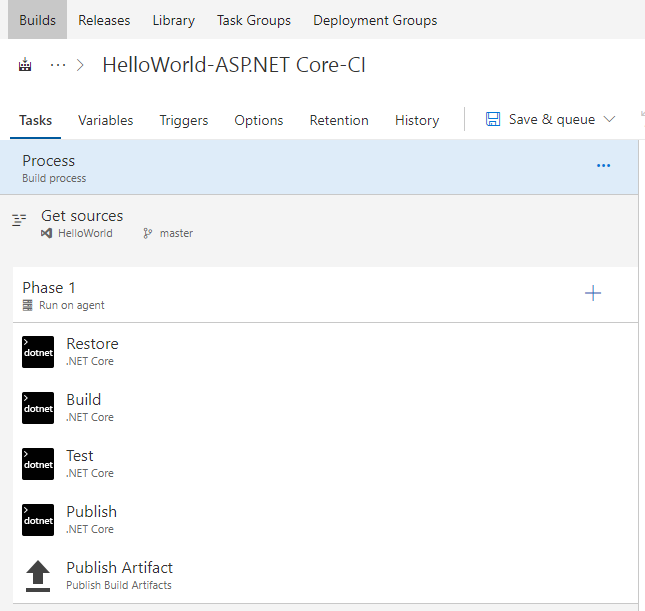 Builds Releases Library Task Groups Deployment Groups
... > HelloWorld-ASP.NET Core-CI
Tasks Variables Triggers Options Retention History Save & queue
Process
Build process
...
Get sources
HelloWorld master
Phase 1
Run on agent
+
dotnet Restore
.NET Core
dotnet Build
.NET Core
dotnet Test
.NET Core
dotnet Publish
.NET Core
Publish Artifact
Publish Build Artifacts